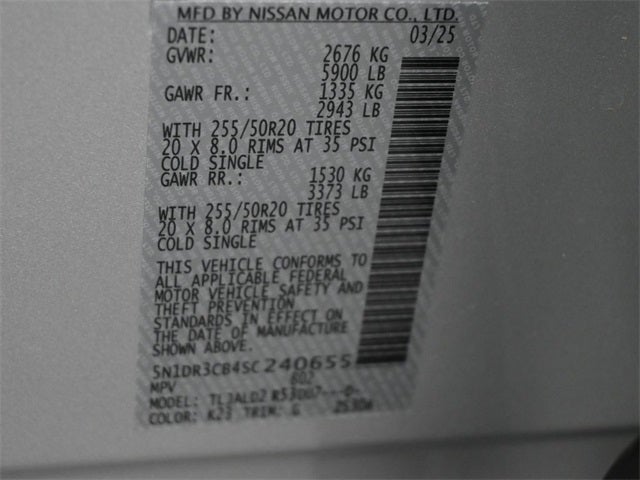 MFD BY NISSAN MOTOR CO., LTD.
DATE: 03/25
GVWR: 2676 KG
5900 LB
GAWR FR.: 1335 KG
2943 LB
WITH 255/50R20 TIRES
20 X 8.0 RIMS AT 35 PSI
COLD SINGLE
GAWR RR.: 1530 KG
3373 LB
WITH 255/50R20 TIRES
20 X 8.0 RIMS AT 35 PSI
COLD SINGLE
THIS VEHICLE CONFORMS TO
ALL APPLICABLE FEDERAL
MOTOR VEHICLE SAFETY AND
THEFT PREVENTION
STANDARDS IN EFFECT ON
THE DATE OF MANUFACTURE
SHOWN ABOVE.
5N1DR3CB4SC240655
MPV
MODEL:
COLOR: K23 TRIM: G